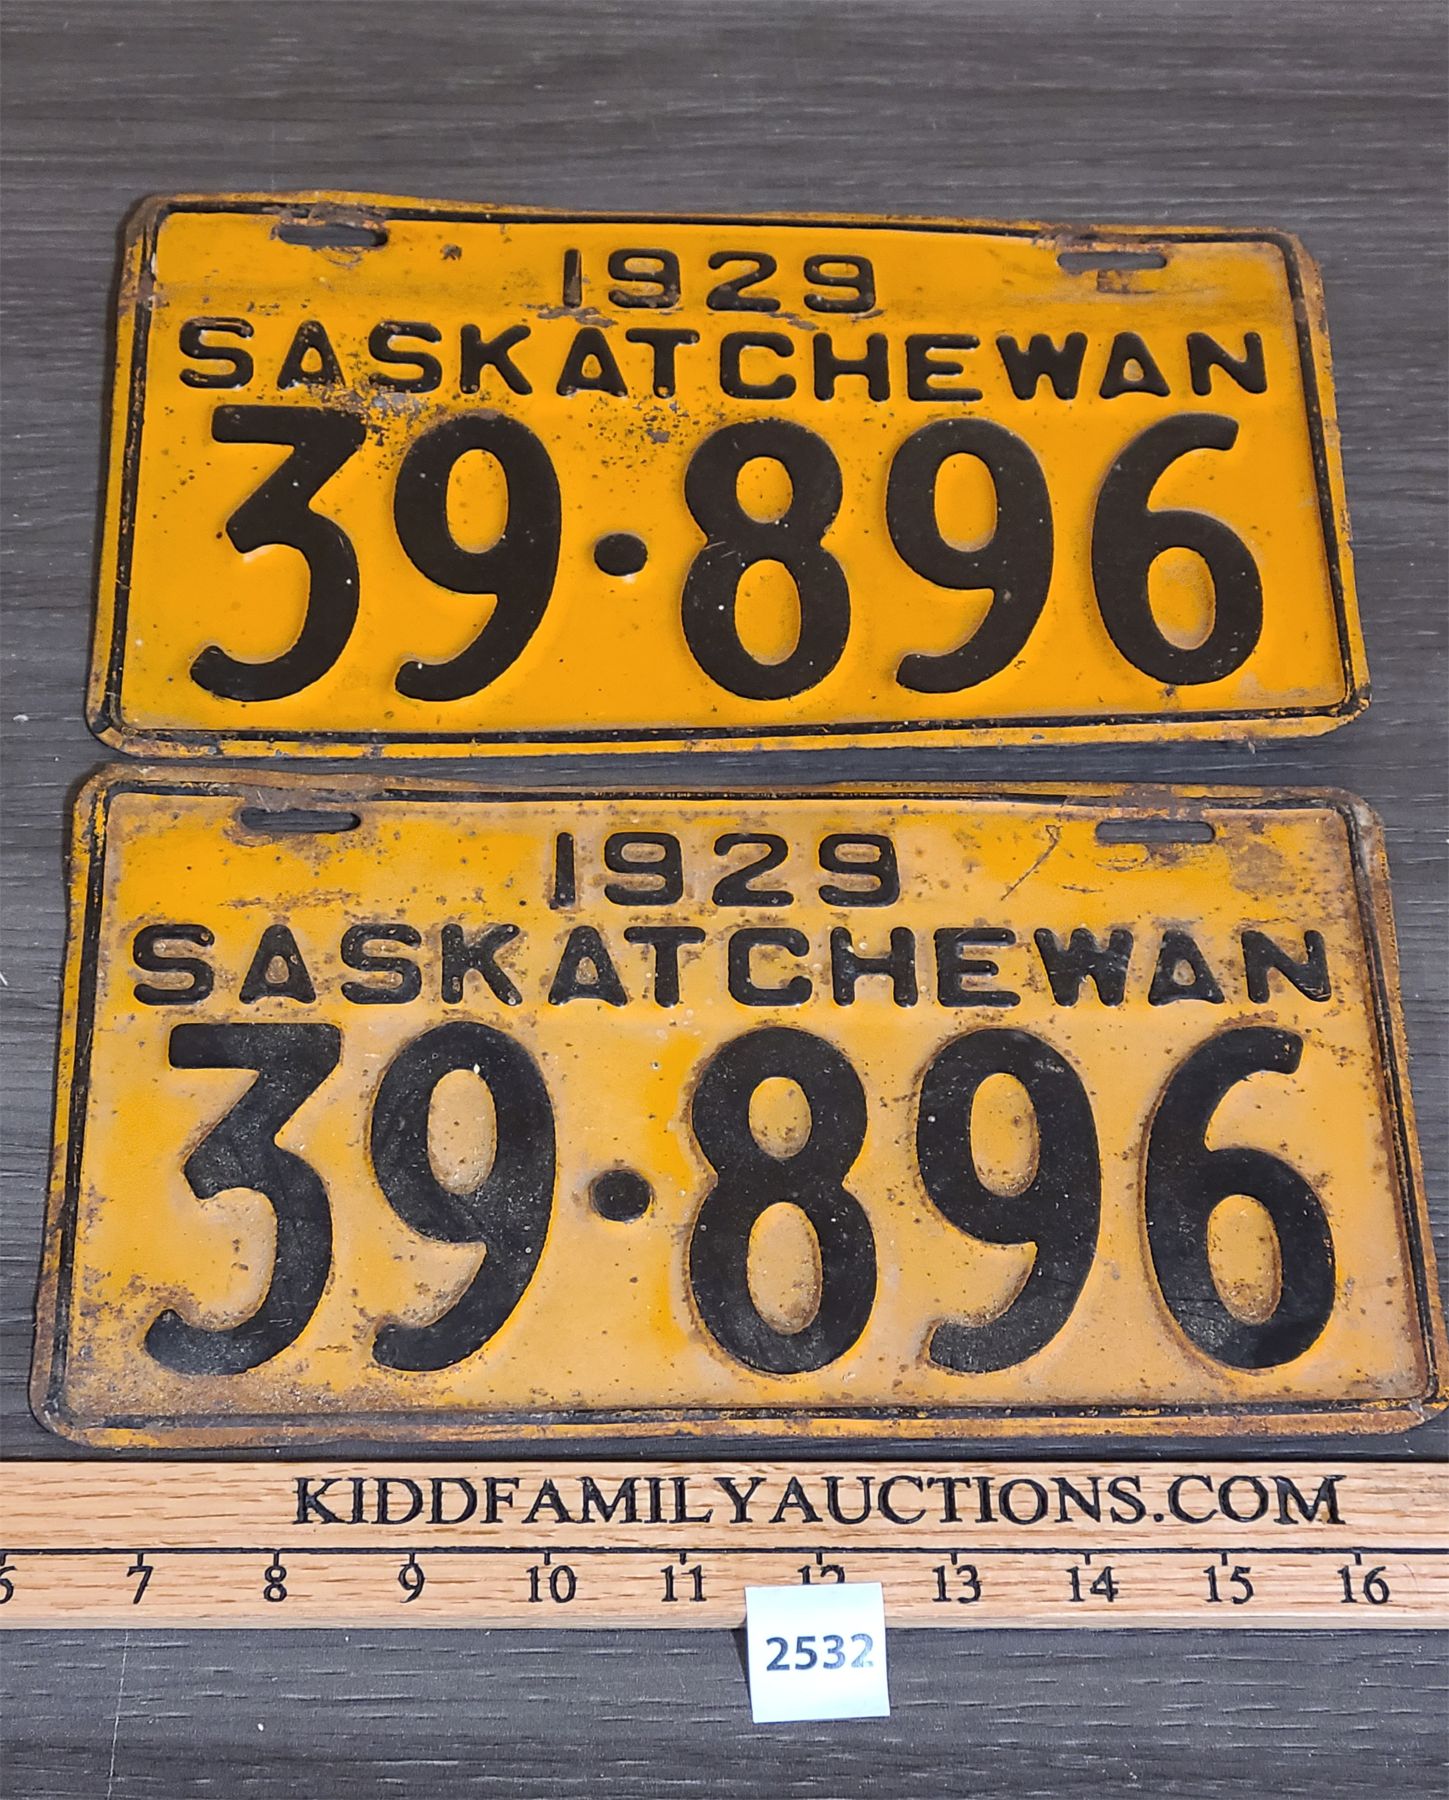 1929
SASKATCHEWAN
39·896
1929
SASKATCHEWAN
39·896
KIDDFAMILYAUCTIONS.COM
6 7 8 9 10 11 12 13 14 15 16
2532